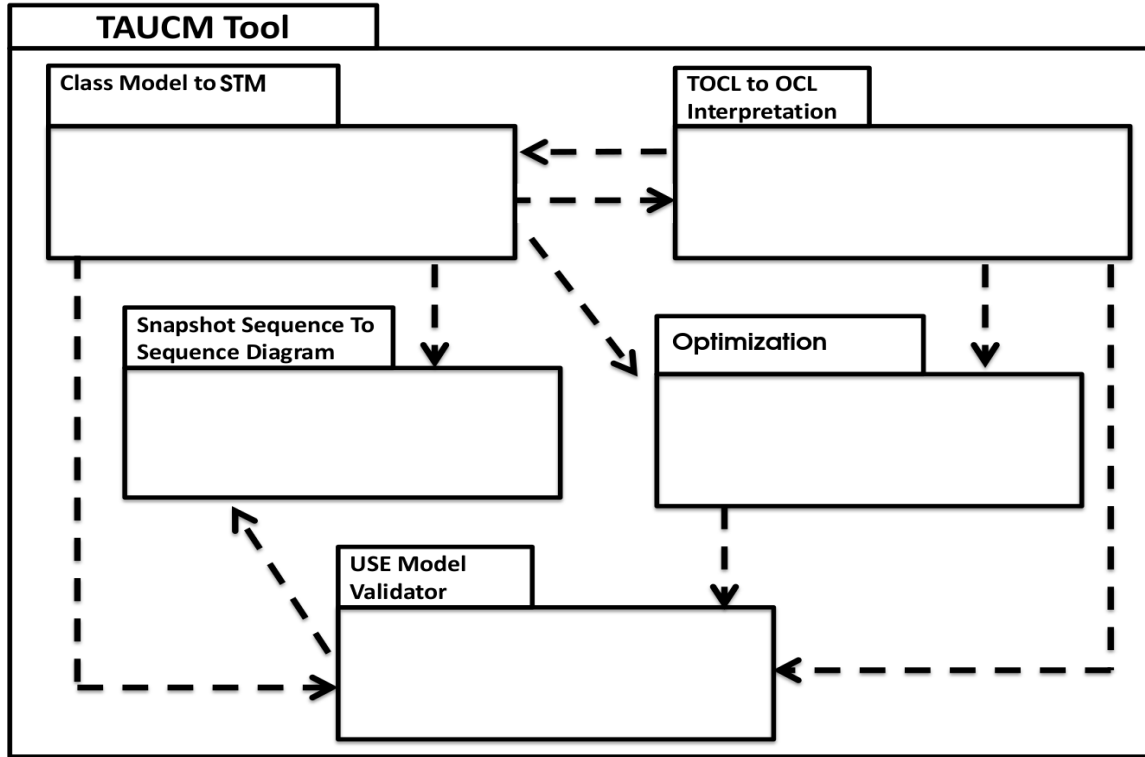 TAUCM Tool
Class Model to STM
TOCL to OCL
Interpretation
Snapshot Sequence To
Sequence Diagram
Optimization
USE Model
Validator